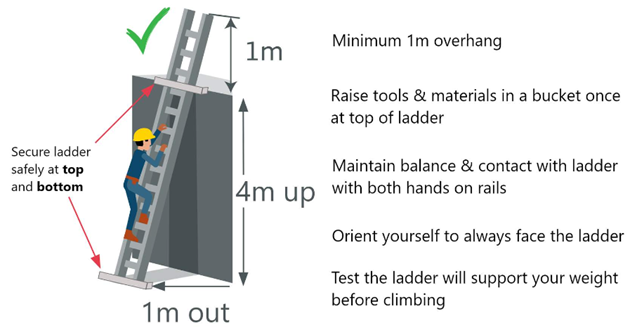 1m
Minimum 1m overhang
Raise tools & materials in a bucket once
at top of ladder
Secure ladder
safely at top
and bottom
Maintain balance & contact with ladder
with both hands on rails
4m up
Orient yourself to always face the ladder
Test the ladder will support your weight
before climbing
1m out